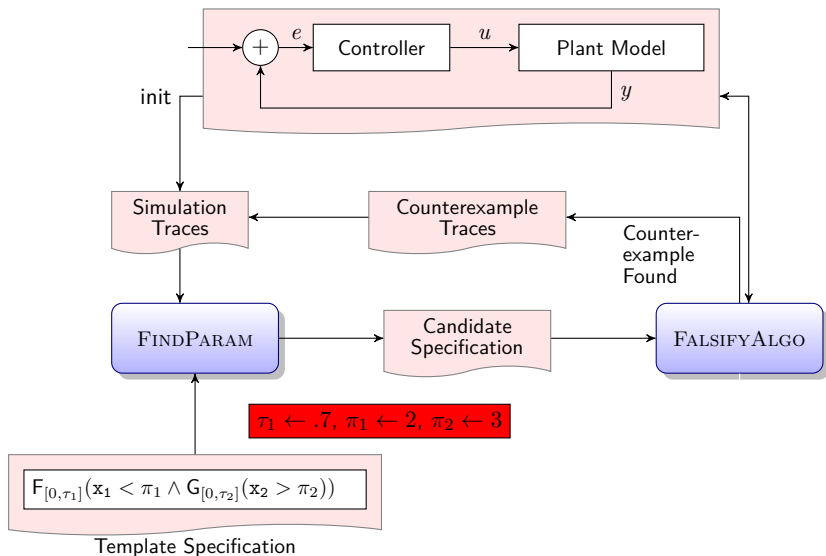 + e Controller u Plant Model
y
init
Simulation
Traces
Counterexample
Traces
Counter-
example
Found
FINDPARAM
Candidate
Specification
FALSIFYALGO
τ₁ ← .7, π₁ ← 2, π₂ ← 3
F[0,τ₁](x₁ < π₁ ∧ G[0,τ₂](x₂ > π₂))
Template Specification